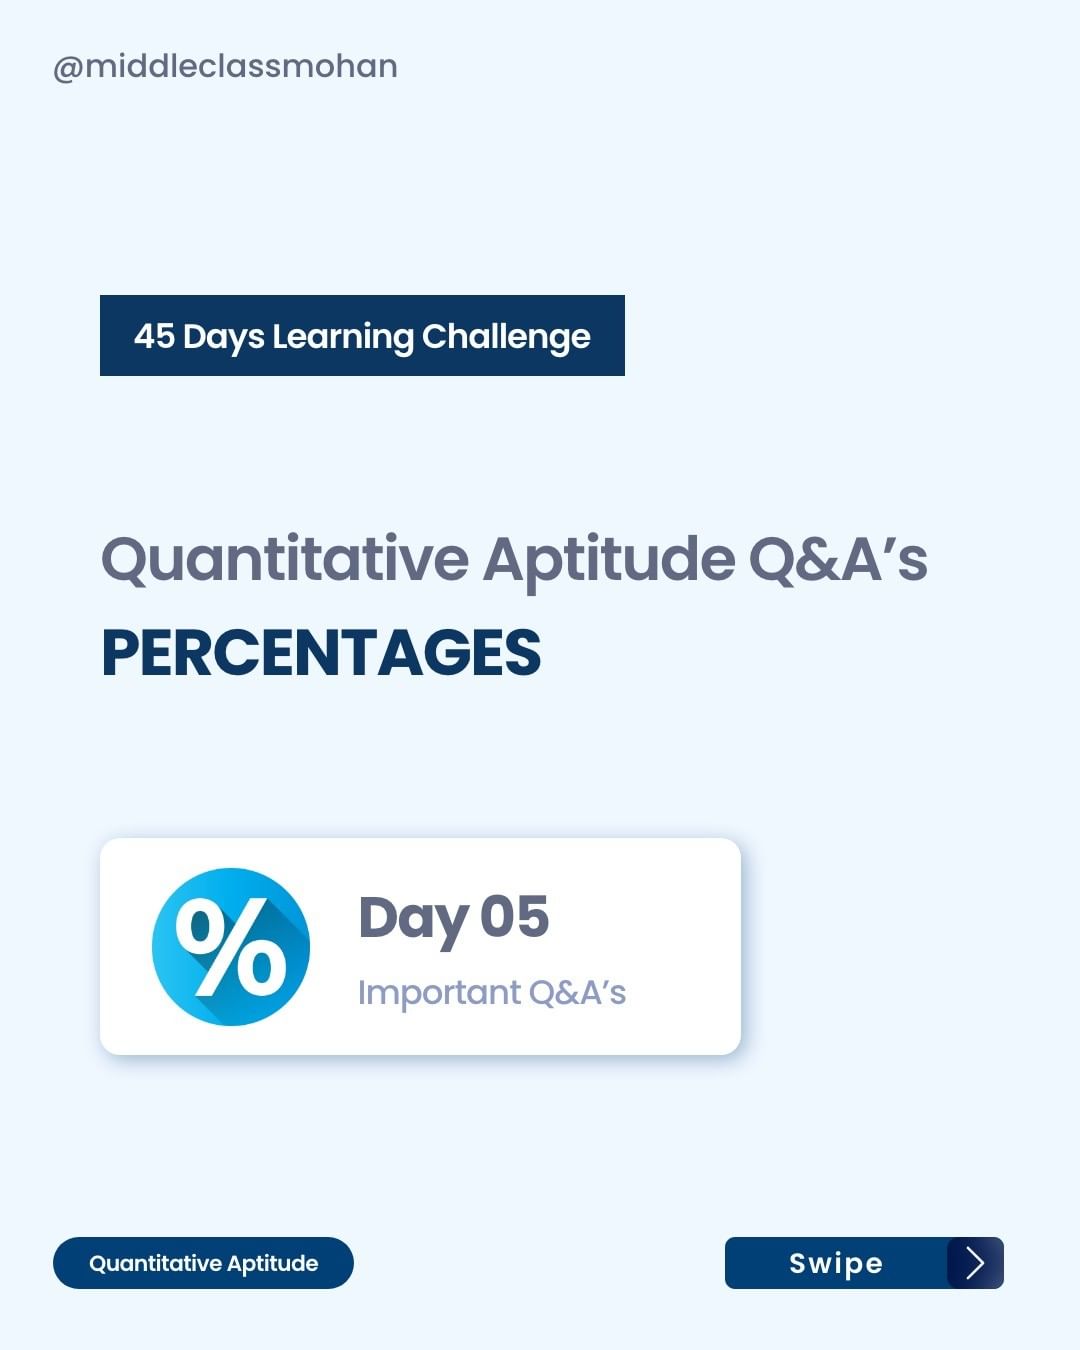 @middleclassmohan
45 Days Learning Challenge
Quantitative Aptitude Q&A’s
PERCENTAGES
%
Day 05
Important Q&A’s
Quantitative Aptitude
Swipe